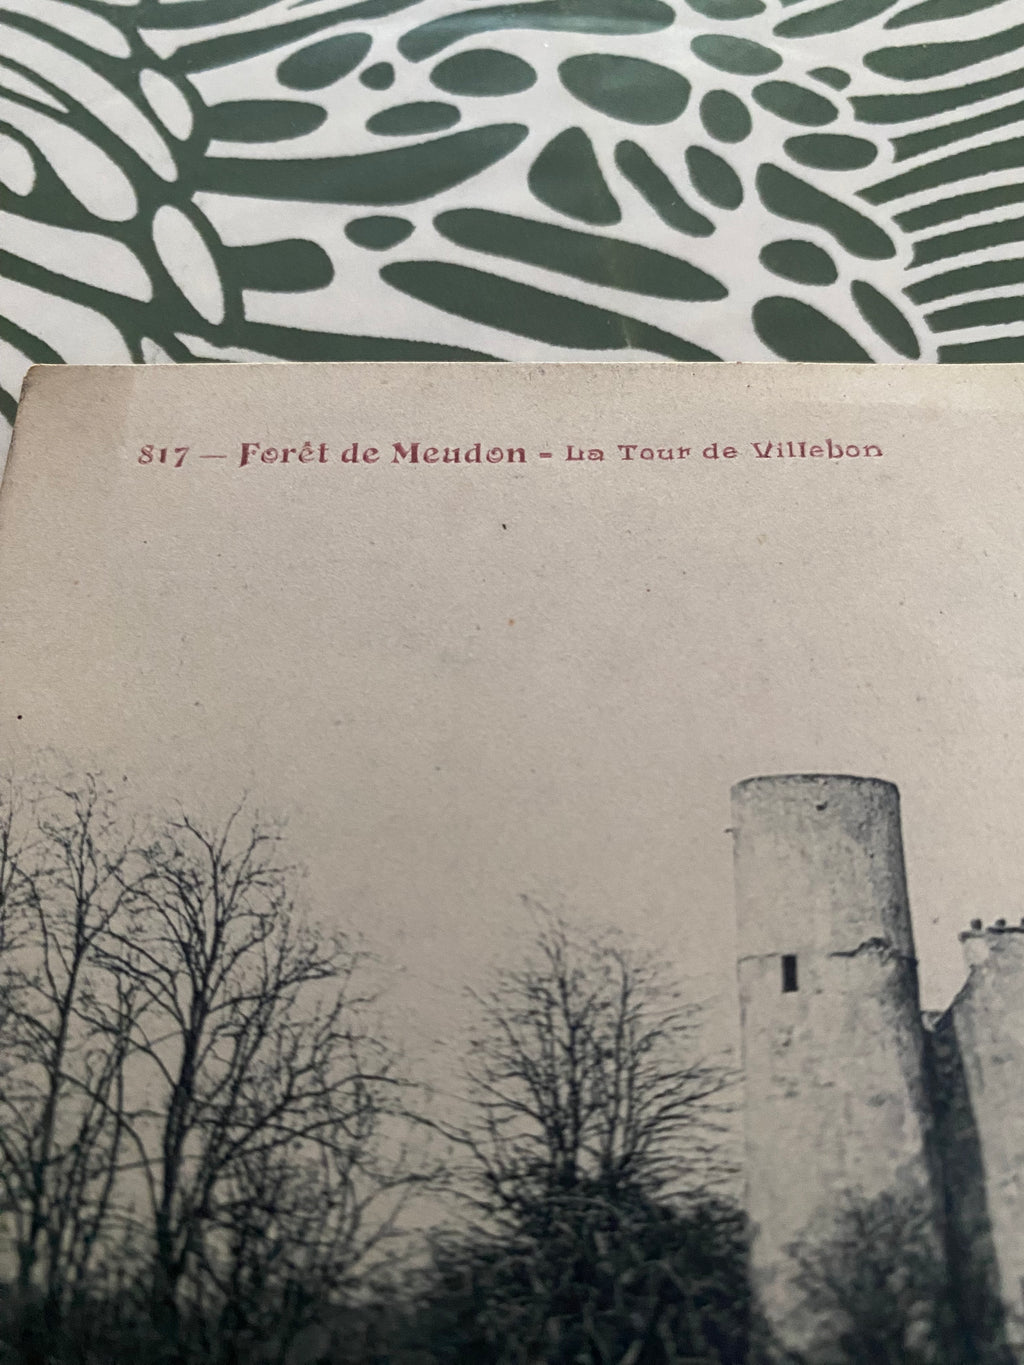 817 — Forêt de Meudon - La Tour de Villebon